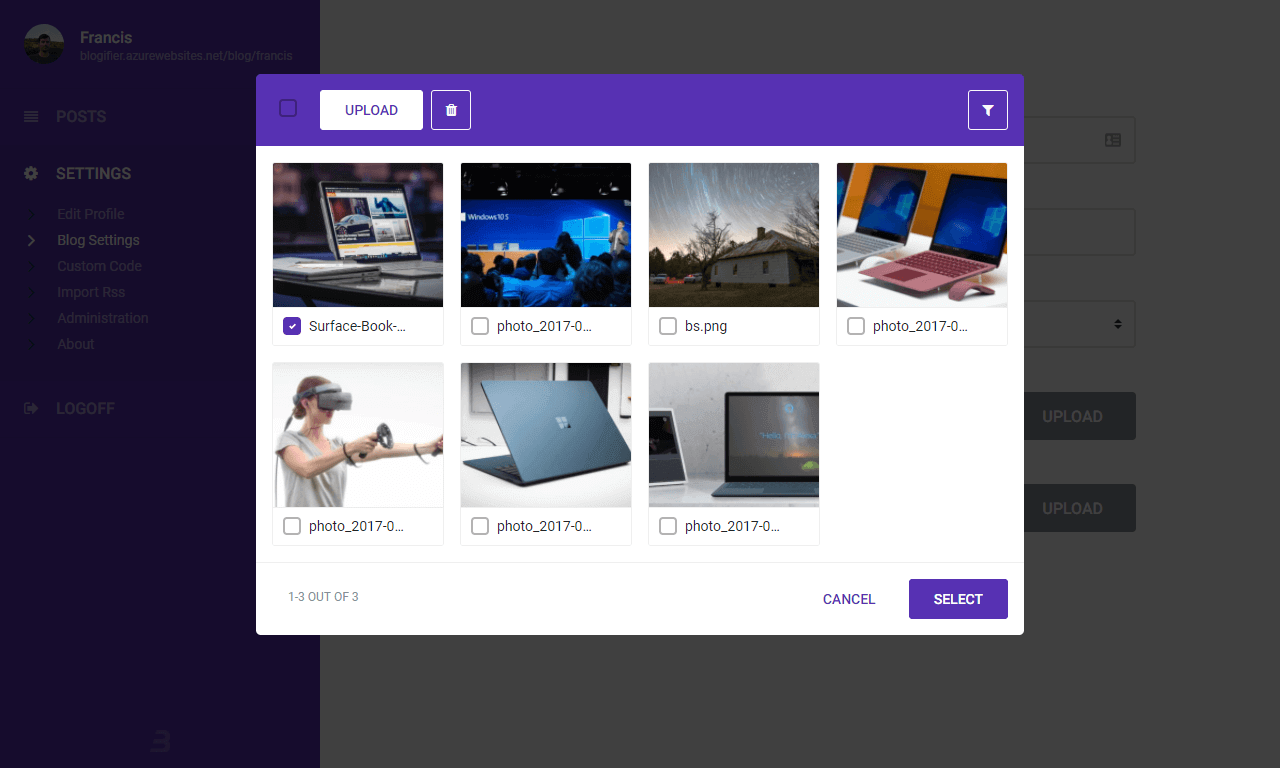 Francis
blogifier.azurewebsites.net/blog/francis
POSTS
SETTINGS
Edit Profile
Blog Settings
Custom Code
Import Rss
Administration
About
LOGOFF
UPLOAD
Windows 10 S
Surface-Book-...
photo_2017-0...
bs.png
photo_2017-0...
photo_2017-0...
photo_2017-0...
photo_2017-0...
1-3 OUT OF 3
CANCEL
SELECT
UPLOAD
UPLOAD